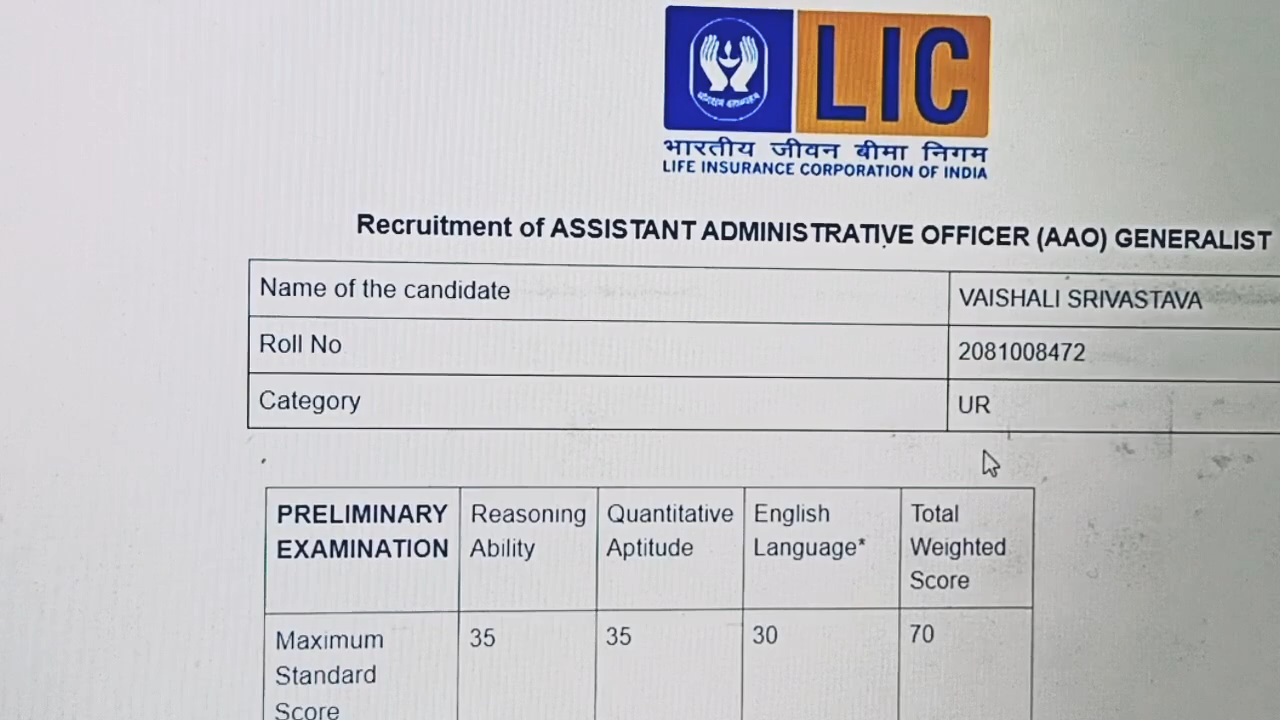 LIC
भारतीय जीवन बीमा निगम
LIFE INSURANCE CORPORATION OF INDIA
Recruitment of ASSISTANT ADMINISTRATIVE OFFICER (AAO) GENERALIST
Name of the candidate VAISHALI SRIVASTAVA
Roll No 2081008472
Category UR
PRELIMINARY EXAMINATION Reasoning Ability Quantitative Aptitude English Language* Total Weighted Score
Maximum Standard Score 35 35 30 70